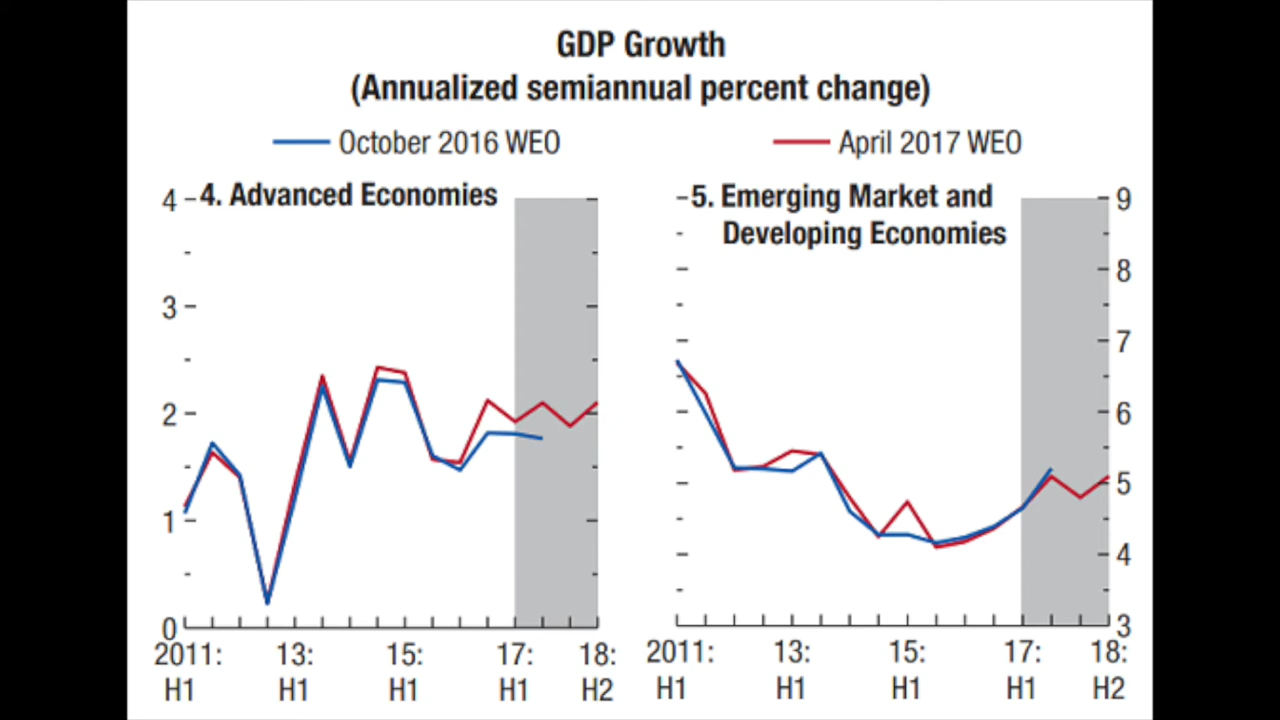 GDP Growth
(Annualized semiannual percent change)
October 2016 WEO
April 2017 WEO
4. Advanced Economies
4
3
2
1
0
2011: 13: 15: 17: 18:
H1 H1 H1 H1 H2
5. Emerging Market and
Developing Economies
9
8
7
6
5
4
3
2011: 13: 15: 17: 18:
H1 H1 H1 H1 H2